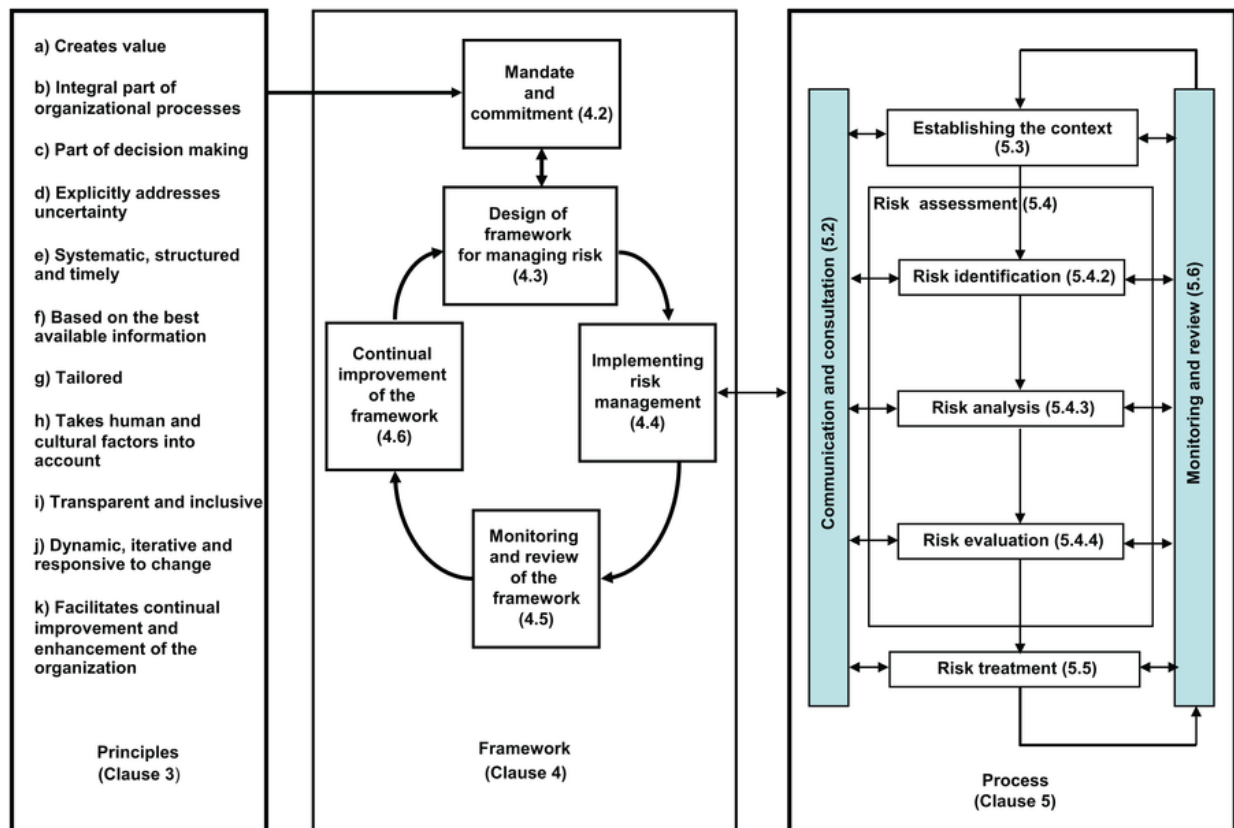 a) Creates value
b) Integral part of
organizational processes
c) Part of decision making
d) Explicitly addresses
uncertainty
e) Systematic, structured
and timely
f) Based on the best
available information
g) Tailored
h) Takes human and
cultural factors into
account
i) Transparent and inclusive
j) Dynamic, iterative and
responsive to change
k) Facilitates continual
improvement and
enhancement of the
organization
Principles
(Clause 3)
Mandate
and
commitment (4.2)
Design of
framework
for managing risk
(4.3)
Implementing
risk
management
(4.4)
Monitoring
and review
of the
framework
(4.5)
Continual
improvement
of the
framework
(4.6)
Framework
(Clause 4)
Communication and consultation (5.2)
Establishing the context
(5.3)
Risk assessment (5.4)
Risk identification (5.4.2)
Risk analysis (5.4.3)
Risk evaluation (5.4.4)
Risk treatment (5.5)
Monitoring and review (5.6)
Process
(Clause 5)